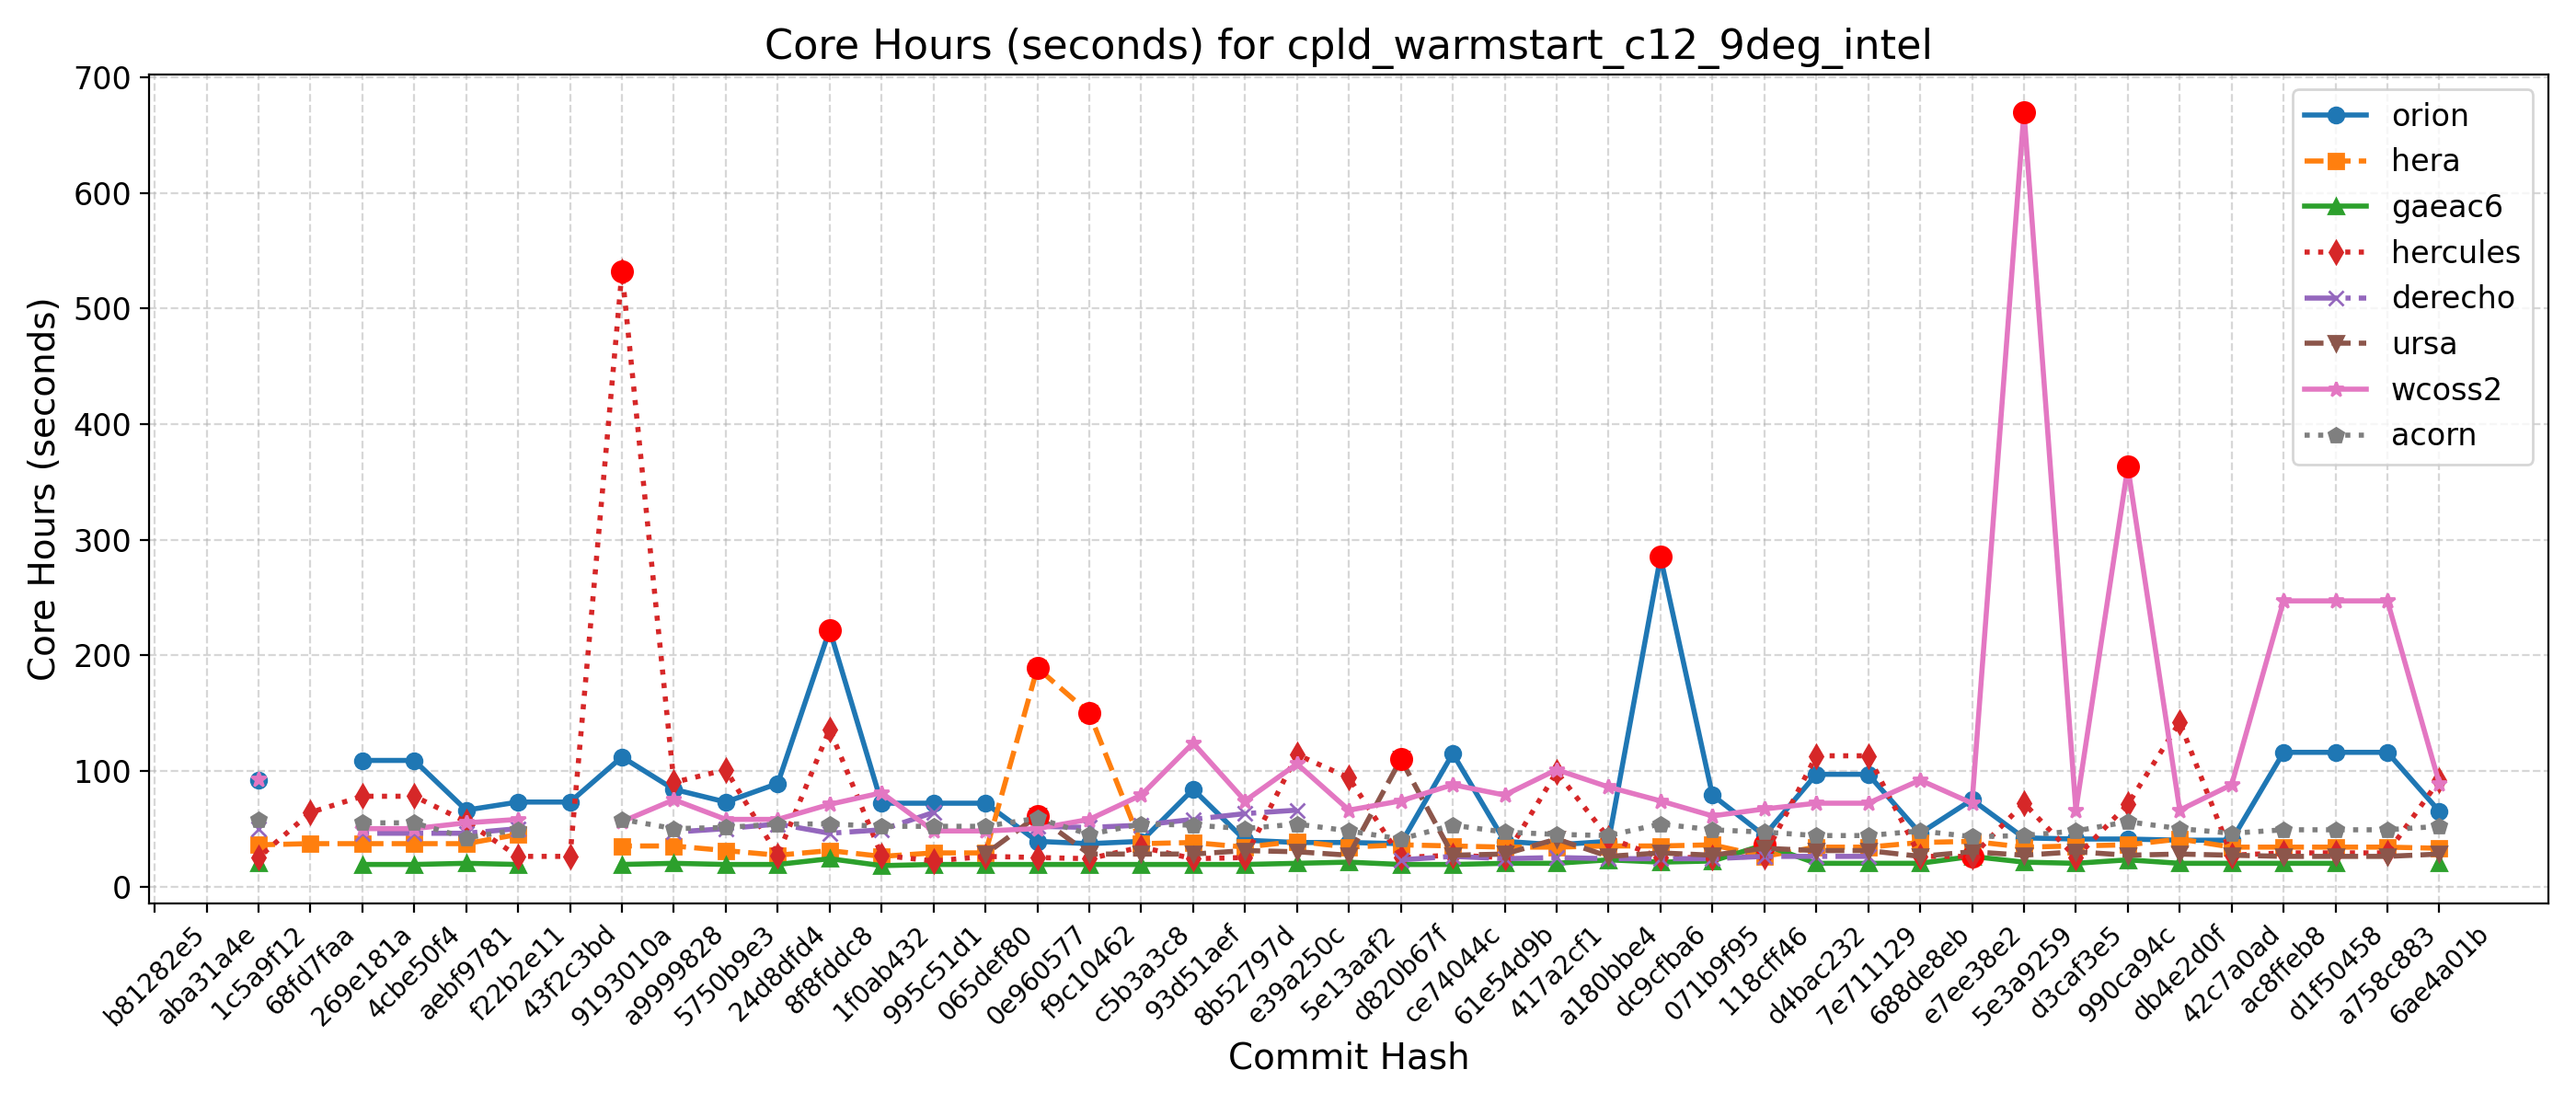 Core Hours (seconds) for cpld_warmstart_c12_9deg_intel
Core Hours (seconds)
700
600
500
400
300
200
100
0
orion
hera
gaeac6
hercules
derecho
ursa
wcoss2
acorn
b81282e5
aba31a4e
1c5a9f12
68fd7faa
269e181a
4cbe50f4
aebf9781
f22b2e11
43f2c3bd
9193010a
a9999828
5750b9e3
24d8dfd4
8f8fddc8
1f0ab432
995c51d1
065def80
0e960577
f9c10462
c5b3a3c8
93d51aef
8b52797d
e39a250c
5e13aaf2
d820b67f
ce74044c
61e54d9b
417a2cf1
a180bbe4
dc9cfba6
071b9f95
118cff46
d4bac232
7e711129
688de8eb
e7ee38e2
5e3a9259
d3caf3e5
990ca94c
db4e2d0f
42c7a0ad
ac8ffeb8
d1f50458
a758c883
6ae4a01b
Commit Hash